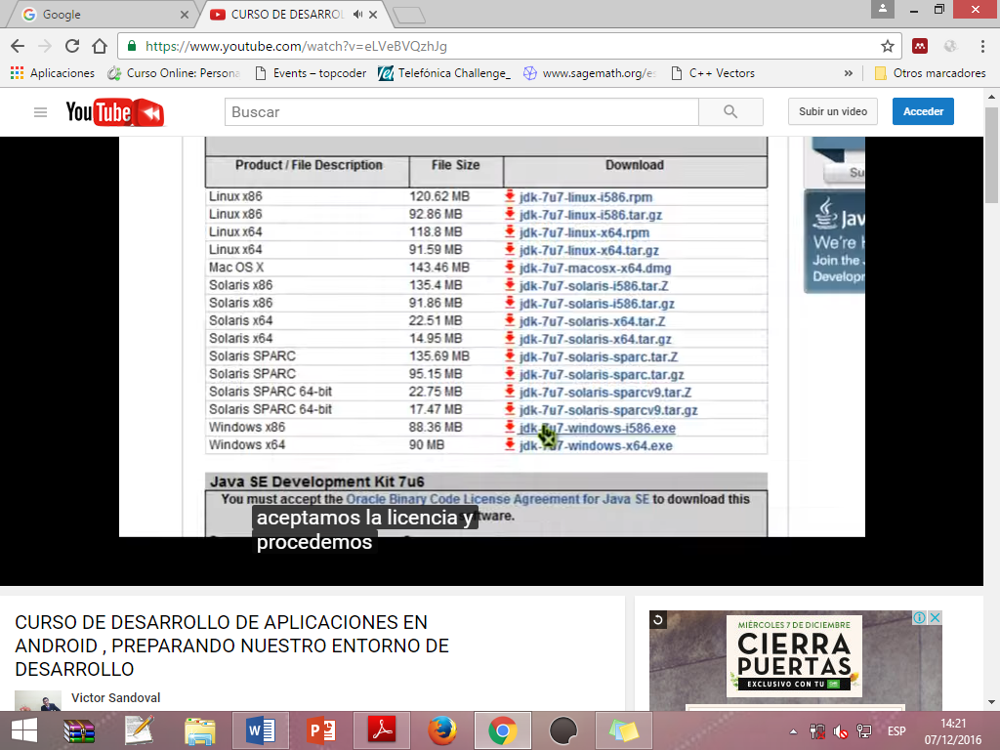 Google
CURSO DE DESARROL
https://www.youtube.com/watch?v=eLVeBVQzhJg
Aplicaciones
Curso Online: Persona
Events – topcoder
Telefónica Challenge_
www.sagemath.org/es
C++ Vectors
»
Otros marcadores
YouTube
Buscar
Subir un video
Acceder
Product / File Description File Size Download
Linux x86 120.62 MB jdk-7u7-linux-i586.rpm
Linux x86 92.86 MB jdk-7u7-linux-i586.tar.gz
Linux x64 118.8 MB jdk-7u7-linux-x64.rpm
Linux x64 91.59 MB jdk-7u7-linux-x64.tar.gz
Mac OS X 143.46 MB jdk-7u7-macosx-x64.dmg
Solaris x86 135.4 MB jdk-7u7-solaris-i586.tar.Z
Solaris x86 91.86 MB jdk-7u7-solaris-i586.tar.gz
Solaris x64 22.51 MB jdk-7u7-solaris-x64.tar.Z
Solaris x64 14.95 MB jdk-7u7-solaris-x64.tar.gz
Solaris SPARC 135.69 MB jdk-7u7-solaris-sparc.tar.Z
Solaris SPARC 95.15 MB jdk-7u7-solaris-sparc.tar.gz
Solaris SPARC 64-bit 22.75 MB jdk-7u7-solaris-sparcv9.tar.Z
Solaris SPARC 64-bit 17.47 MB jdk-7u7-solaris-sparcv9.tar.gz
Windows x86 88.36 MB jdk-7u7-windows-i586.exe
Windows x64 90 MB jdk-7u7-windows-x64.exe
Su
Jav
We're H
Join the J
Develop
Java SE Development Kit 7u6
You must accept the Oracle Binary Code License Agreement for Java SE to download this
tware.
aceptamos la licencia y
procedemos
CURSO DE DESARROLLO DE APLICACIONES EN
ANDROID , PREPARANDO NUESTRO ENTORNO DE
DESARROLLO
Victor Sandoval
MIÉRCOLES 7 DE DICIEMBRE
CIERRA
PUERTAS
EXCLUSIVO CON TU
ESP
14:21
07/12/2016